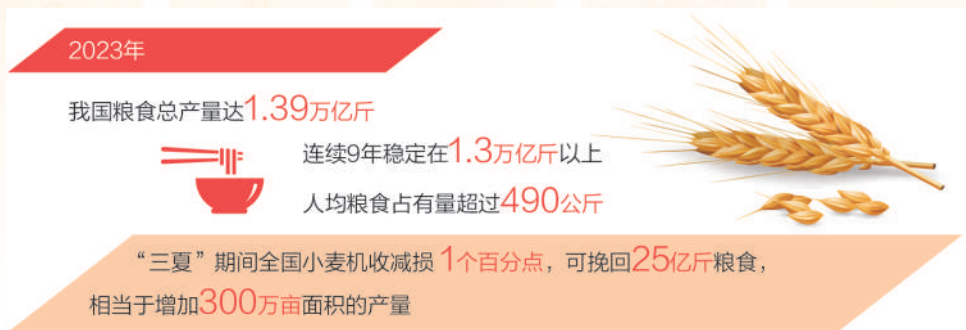 2023年
我国粮食总产量达1.39万亿斤
连续9年稳定在1.3万亿斤以上
人均粮食占有量超过490公斤
“三夏”期间全国小麦机收减损1个百分点，可挽回25亿斤粮食，
相当于增加300万亩面积的产量